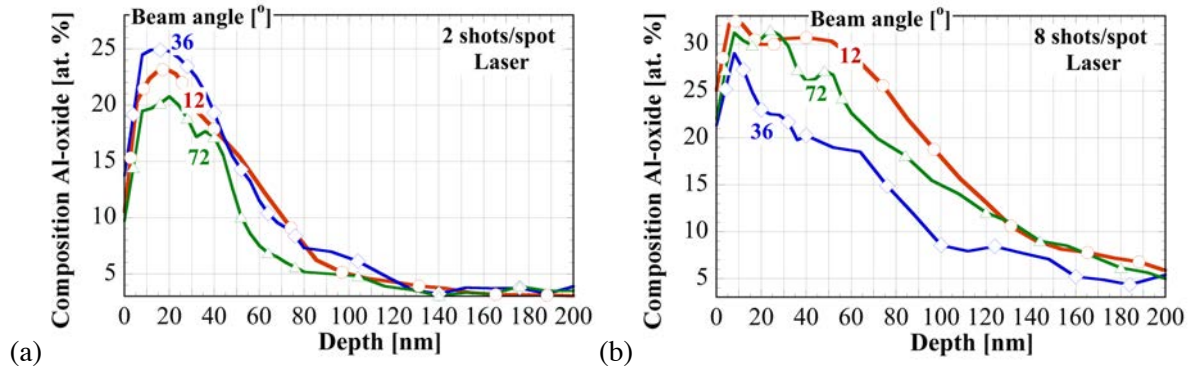 Beam angle [°]
2 shots/spot
Laser
36
12
72
Composition Al-oxide [at. %]
25
20
15
10
5
0 20 40 60 80 100 120 140 160 180 200
Depth [nm]
(a)
Beam angle [°]
8 shots/spot
Laser
12
72
36
Composition Al-oxide [at. %]
30
25
20
15
10
5
0 20 40 60 80 100 120 140 160 180 200
Depth [nm]
(b)